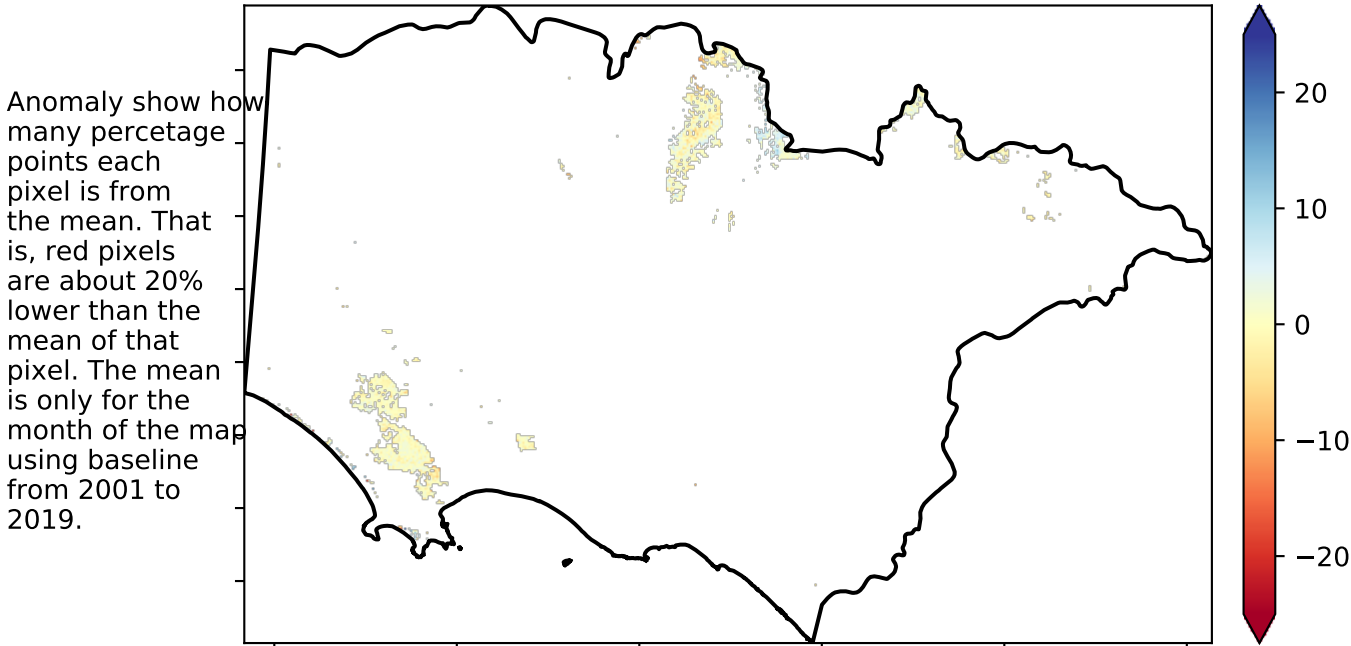 Anomaly show how
many percetage
points each
pixel is from
the mean. That
is, red pixels
are about 20%
lower than the
mean of that
pixel. The mean
is only for the
month of the map
using baseline
from 2001 to
2019.
20
10
0
−10
−20